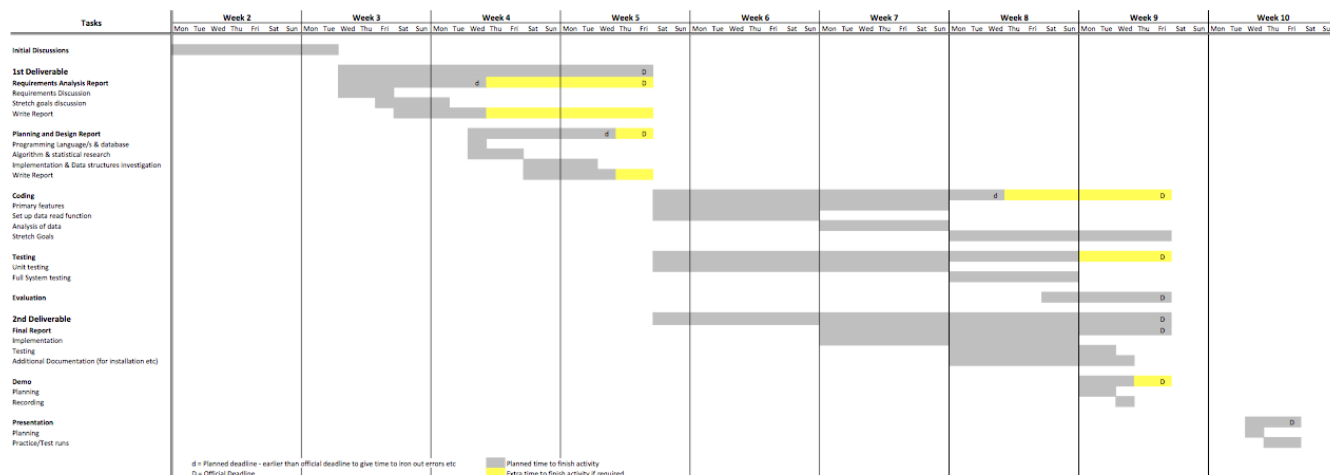 Tasks Week 2 Week 3 Week 4 Week 5 Week 6 Week 7 Week 8 Week 9 Week 10
Mon Tue Wed Thu Fri Sat Sun Mon Tue Wed Thu Fri Sat Sun Mon Tue Wed Thu Fri Sat Sun Mon Tue Wed Thu Fri Sat Sun Mon Tue Wed Thu Fri Sat Sun Mon Tue Wed Thu Fri Sat Sun Mon Tue Wed Thu Fri Sat Sun Mon Tue Wed Thu Fri Sat Sun Mon Tue Wed Thu Fri Sat Sun
Initial Discussions
1st Deliverable D
Requirements Analysis Report d D
Requirements Discussion
Stretch goals discussion
Write Report
Planning and Design Report d D
Programming Language/s & database
Algorithm & statistical research
Implementation & Data structures investigation
Write Report
Coding d D
Primary features
Set up data read function
Analysis of data
Stretch Goals
Testing D
Unit testing
Full System testing
Evaluation D
2nd Deliverable D
Final Report D
Implementation
Testing
Additional Documentation (for installation etc)
Demo D
Planning
Recording
Presentation D
Planning
Practice/Test runs
d = Planned deadline - earlier than official deadline to give time to iron out errors etc Planned time to finish activity
D = Official Deadline Extra time to finish activity if required